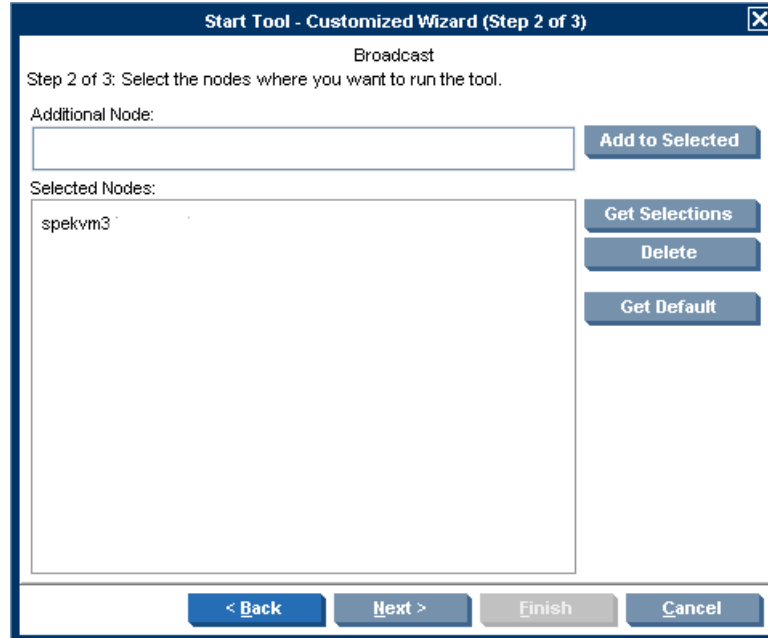 Start Tool - Customized Wizard (Step 2 of 3)
Broadcast
Step 2 of 3: Select the nodes where you want to run the tool.
Additional Node:
Add to Selected
Selected Nodes:
spekvm3
Get Selections
Delete
Get Default
< Back
Next >
Finish
Cancel